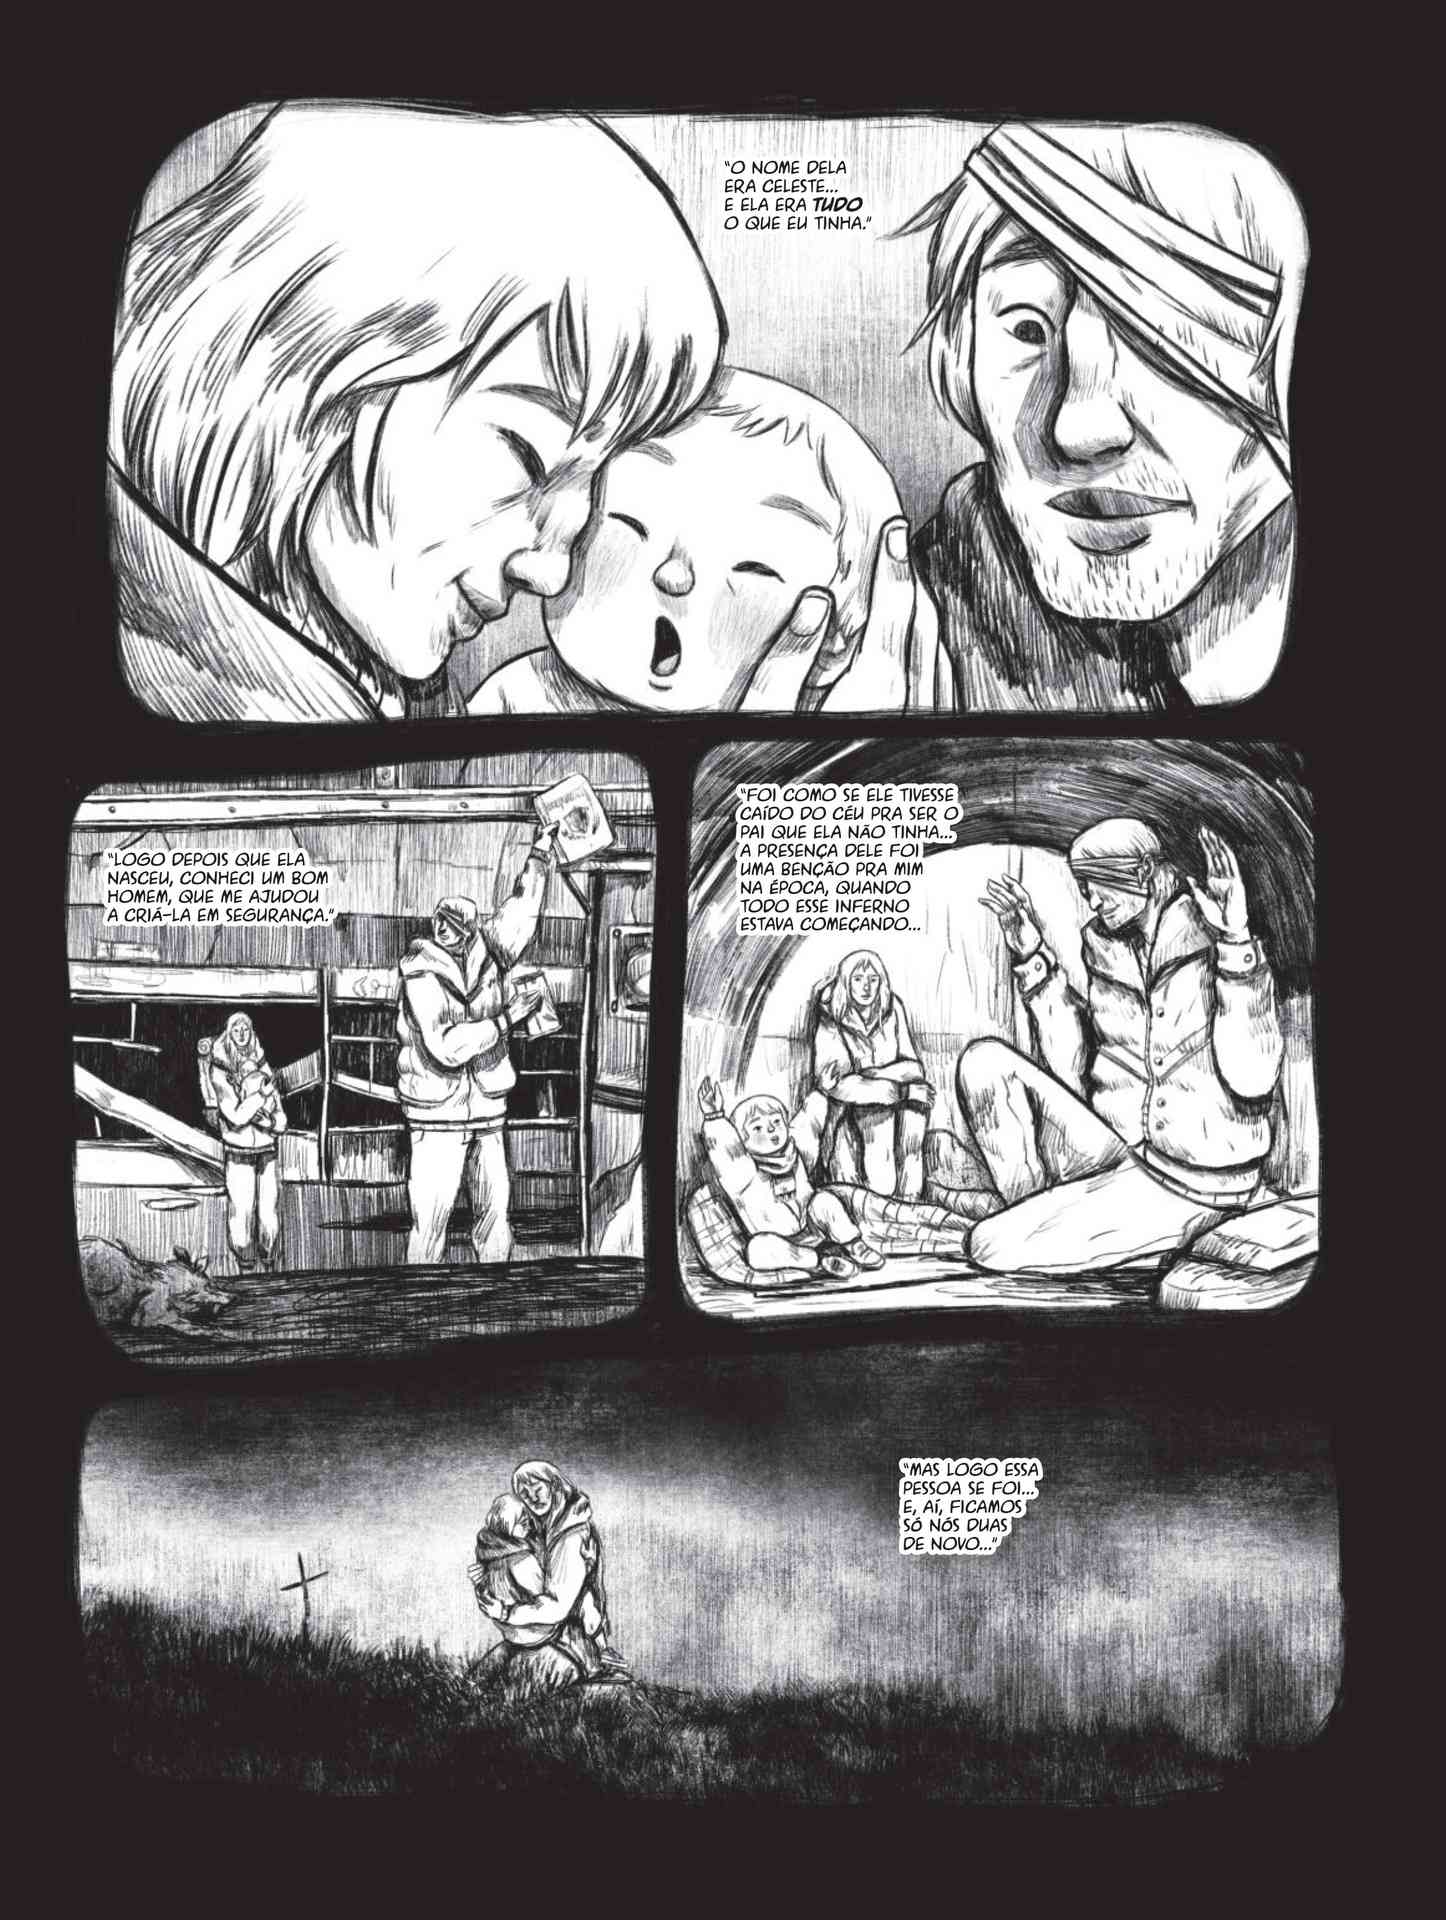 "O NOME DELA
ERA CELESTE...
E ELA ERA TUDO
O QUE EU TINHA."
"LOGO DEPOIS QUE ELA
NASCEU, CONHECI UM BOM
HOMEM, QUE ME AJUDOU
A CRIÁ-LA EM SEGURANÇA."
"FOI COMO SE ELE TIVESSE
CAÍDO DO CÉU PRA SER O
PAI QUE ELA NÃO TINHA...
A PRESENÇA DELE FOI
UMA BENÇÃO PRA MIM
NA ÉPOCA, QUANDO
TODO ESSE INFERNO
ESTAVA COMEÇANDO...
"MAS LOGO ESSA
PESSOA SE FOI...
E, AÍ, FICAMOS
SÓ NÓS DUAS
DE NOVO..."